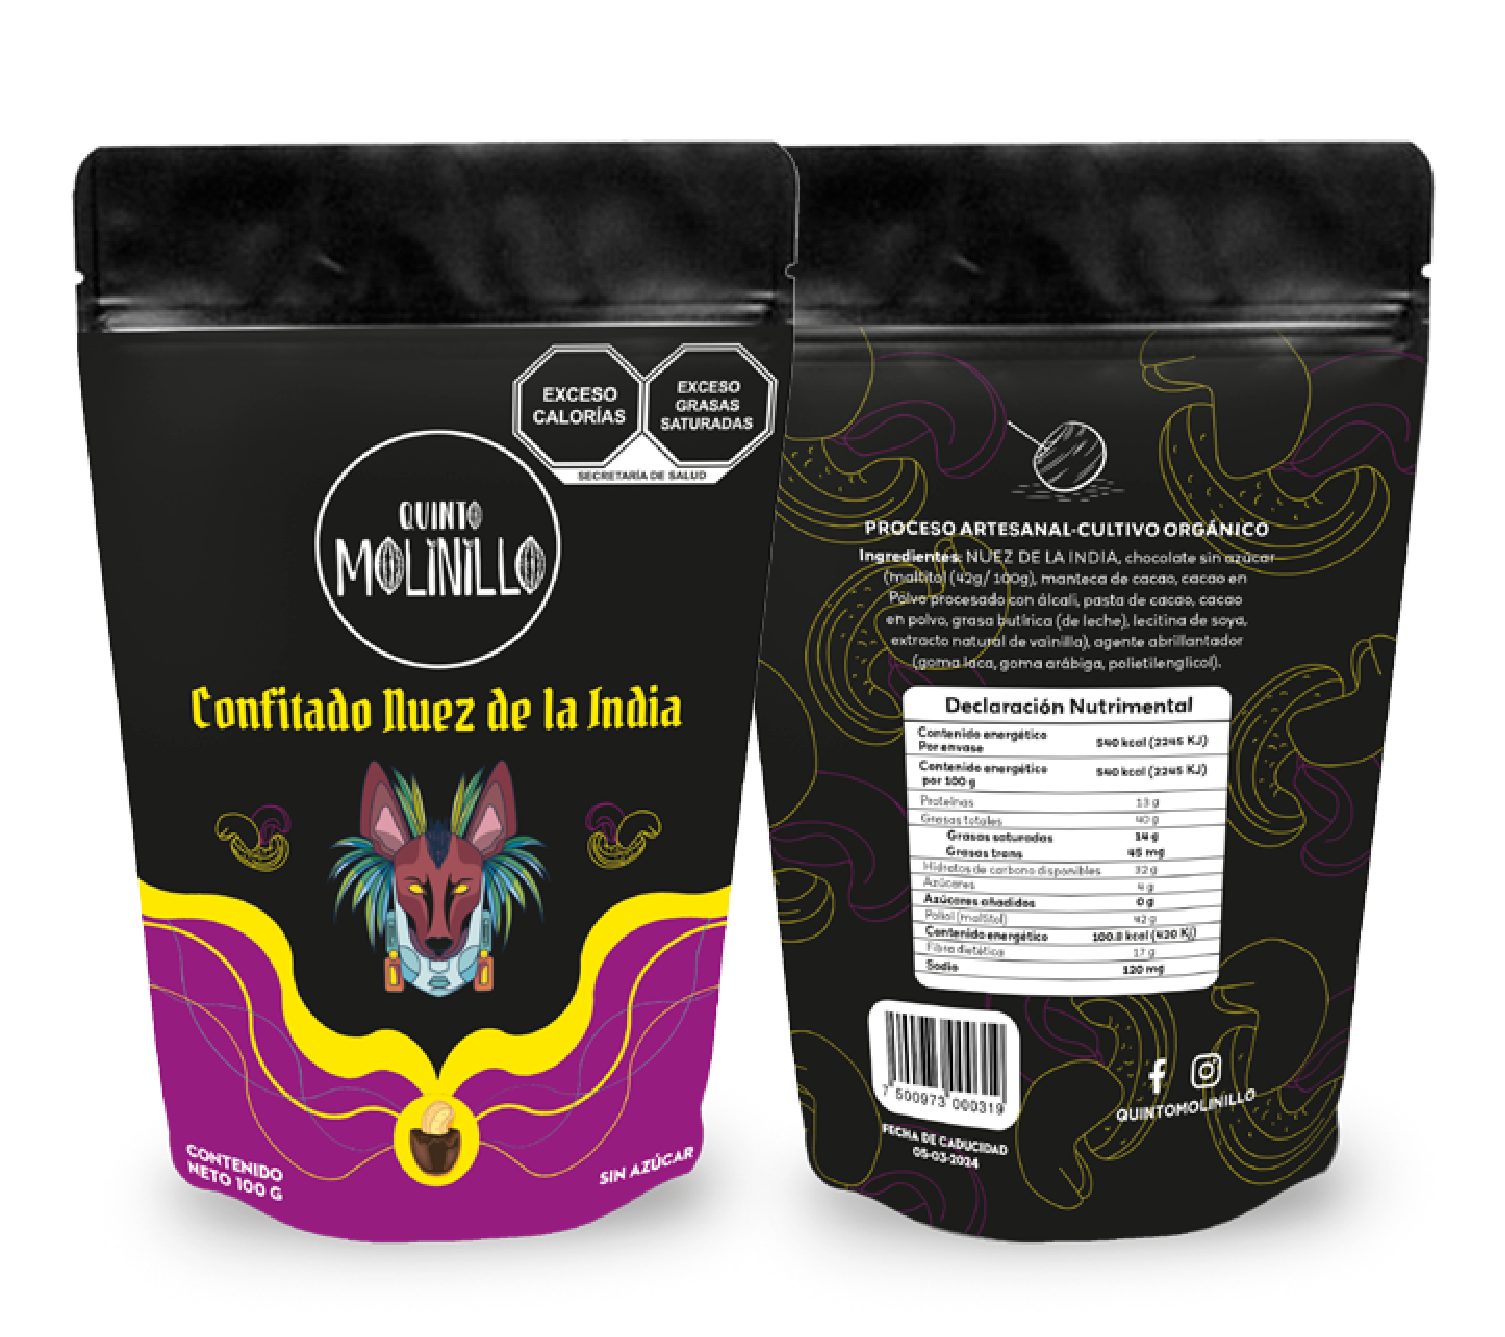 EXCESO
CALORÍAS
EXCESO
GRASAS
SATURADAS
SECRETARÍA DE SALUD
QUINTO
MOLINILLO
Confitado Nuez de la India
CONTENIDO
NETO 100 G
SIN AZÚCAR
PROCESO ARTESANAL-CULTIVO ORGÁNICO
Ingredientes: NUEZ DE LA INDIA, chocolate sin azúcar
(maltitol (42g/ 100g), manteca de cacao, cacao en
Polvo procesado con álcali, pasta de cacao, cacao
en polvo, grasa butírica (de leche), lecitina de soya,
extracto natural de vainilla), agente abrillantador
(goma laca, goma arábiga, polietilenglicol).
Declaración Nutrimental
Contenido energético
Por envase 540 kcal (2245 KJ)
Contenido energético
por 100 g 540 kcal (2245 KJ)
Proteínas 13 g
Grasas totales 40 g
Grasas saturadas 14 g
Grasas trans 45 mg
Hidratos de carbono disponibles 32 g
Azúcares 4 g
Azúcares añadidos 0 g
Poliol (maltitol) 42 g
Contenido energético 100.8 kcal (420 Kj)
Fibra dietética 17 g
Sodio 120 mg
7 500973 000319
FECHA DE CADUCIDAD
05-03-2024
QUINTOMOLINILLO